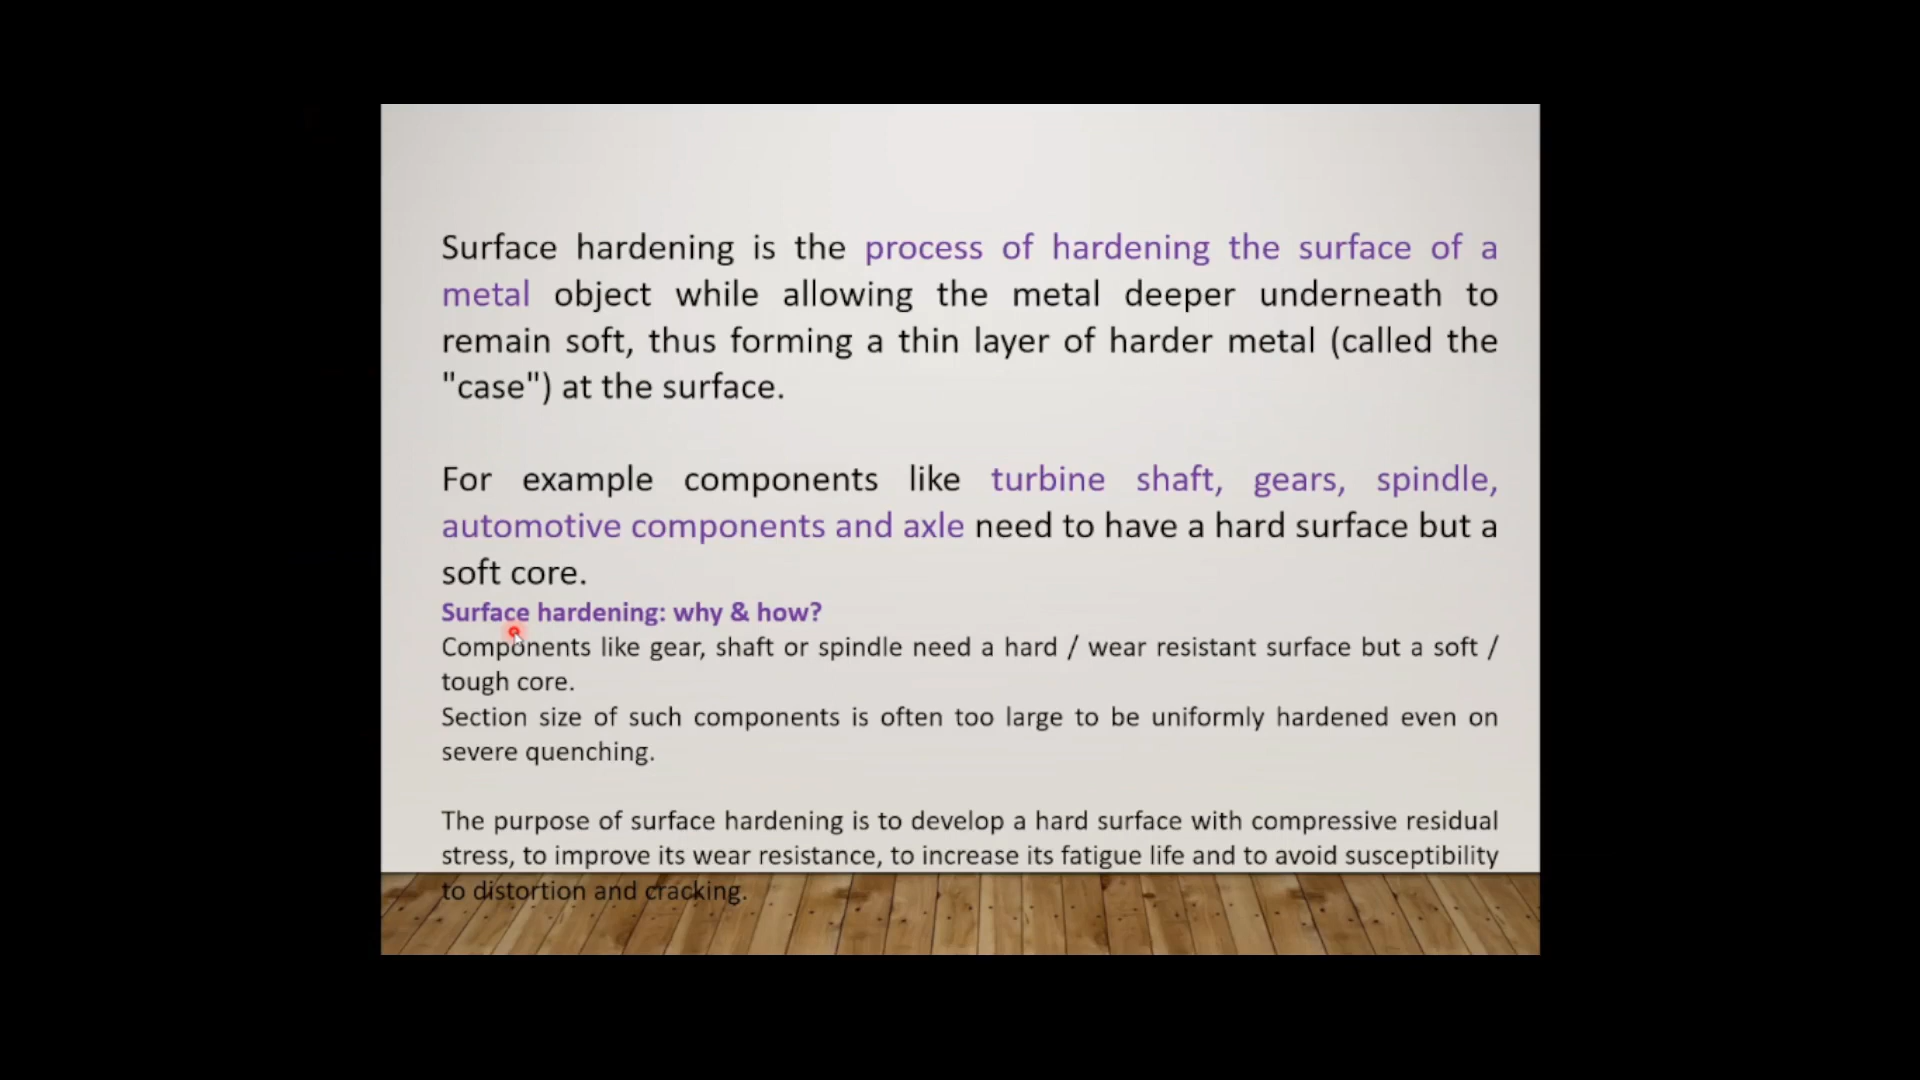 Surface hardening is the process of hardening the surface of a
metal object while allowing the metal deeper underneath to
remain soft, thus forming a thin layer of harder metal (called the
"case") at the surface.
For example components like turbine shaft, gears, spindle,
automotive components and axle need to have a hard surface but a
soft core.
Surface hardening: why & how?
Components like gear, shaft or spindle need a hard / wear resistant surface but a soft /
tough core.
Section size of such components is often too large to be uniformly hardened even on
severe quenching.
The purpose of surface hardening is to develop a hard surface with compressive residual
stress, to improve its wear resistance, to increase its fatigue life and to avoid susceptibility
to distortion and cracking.